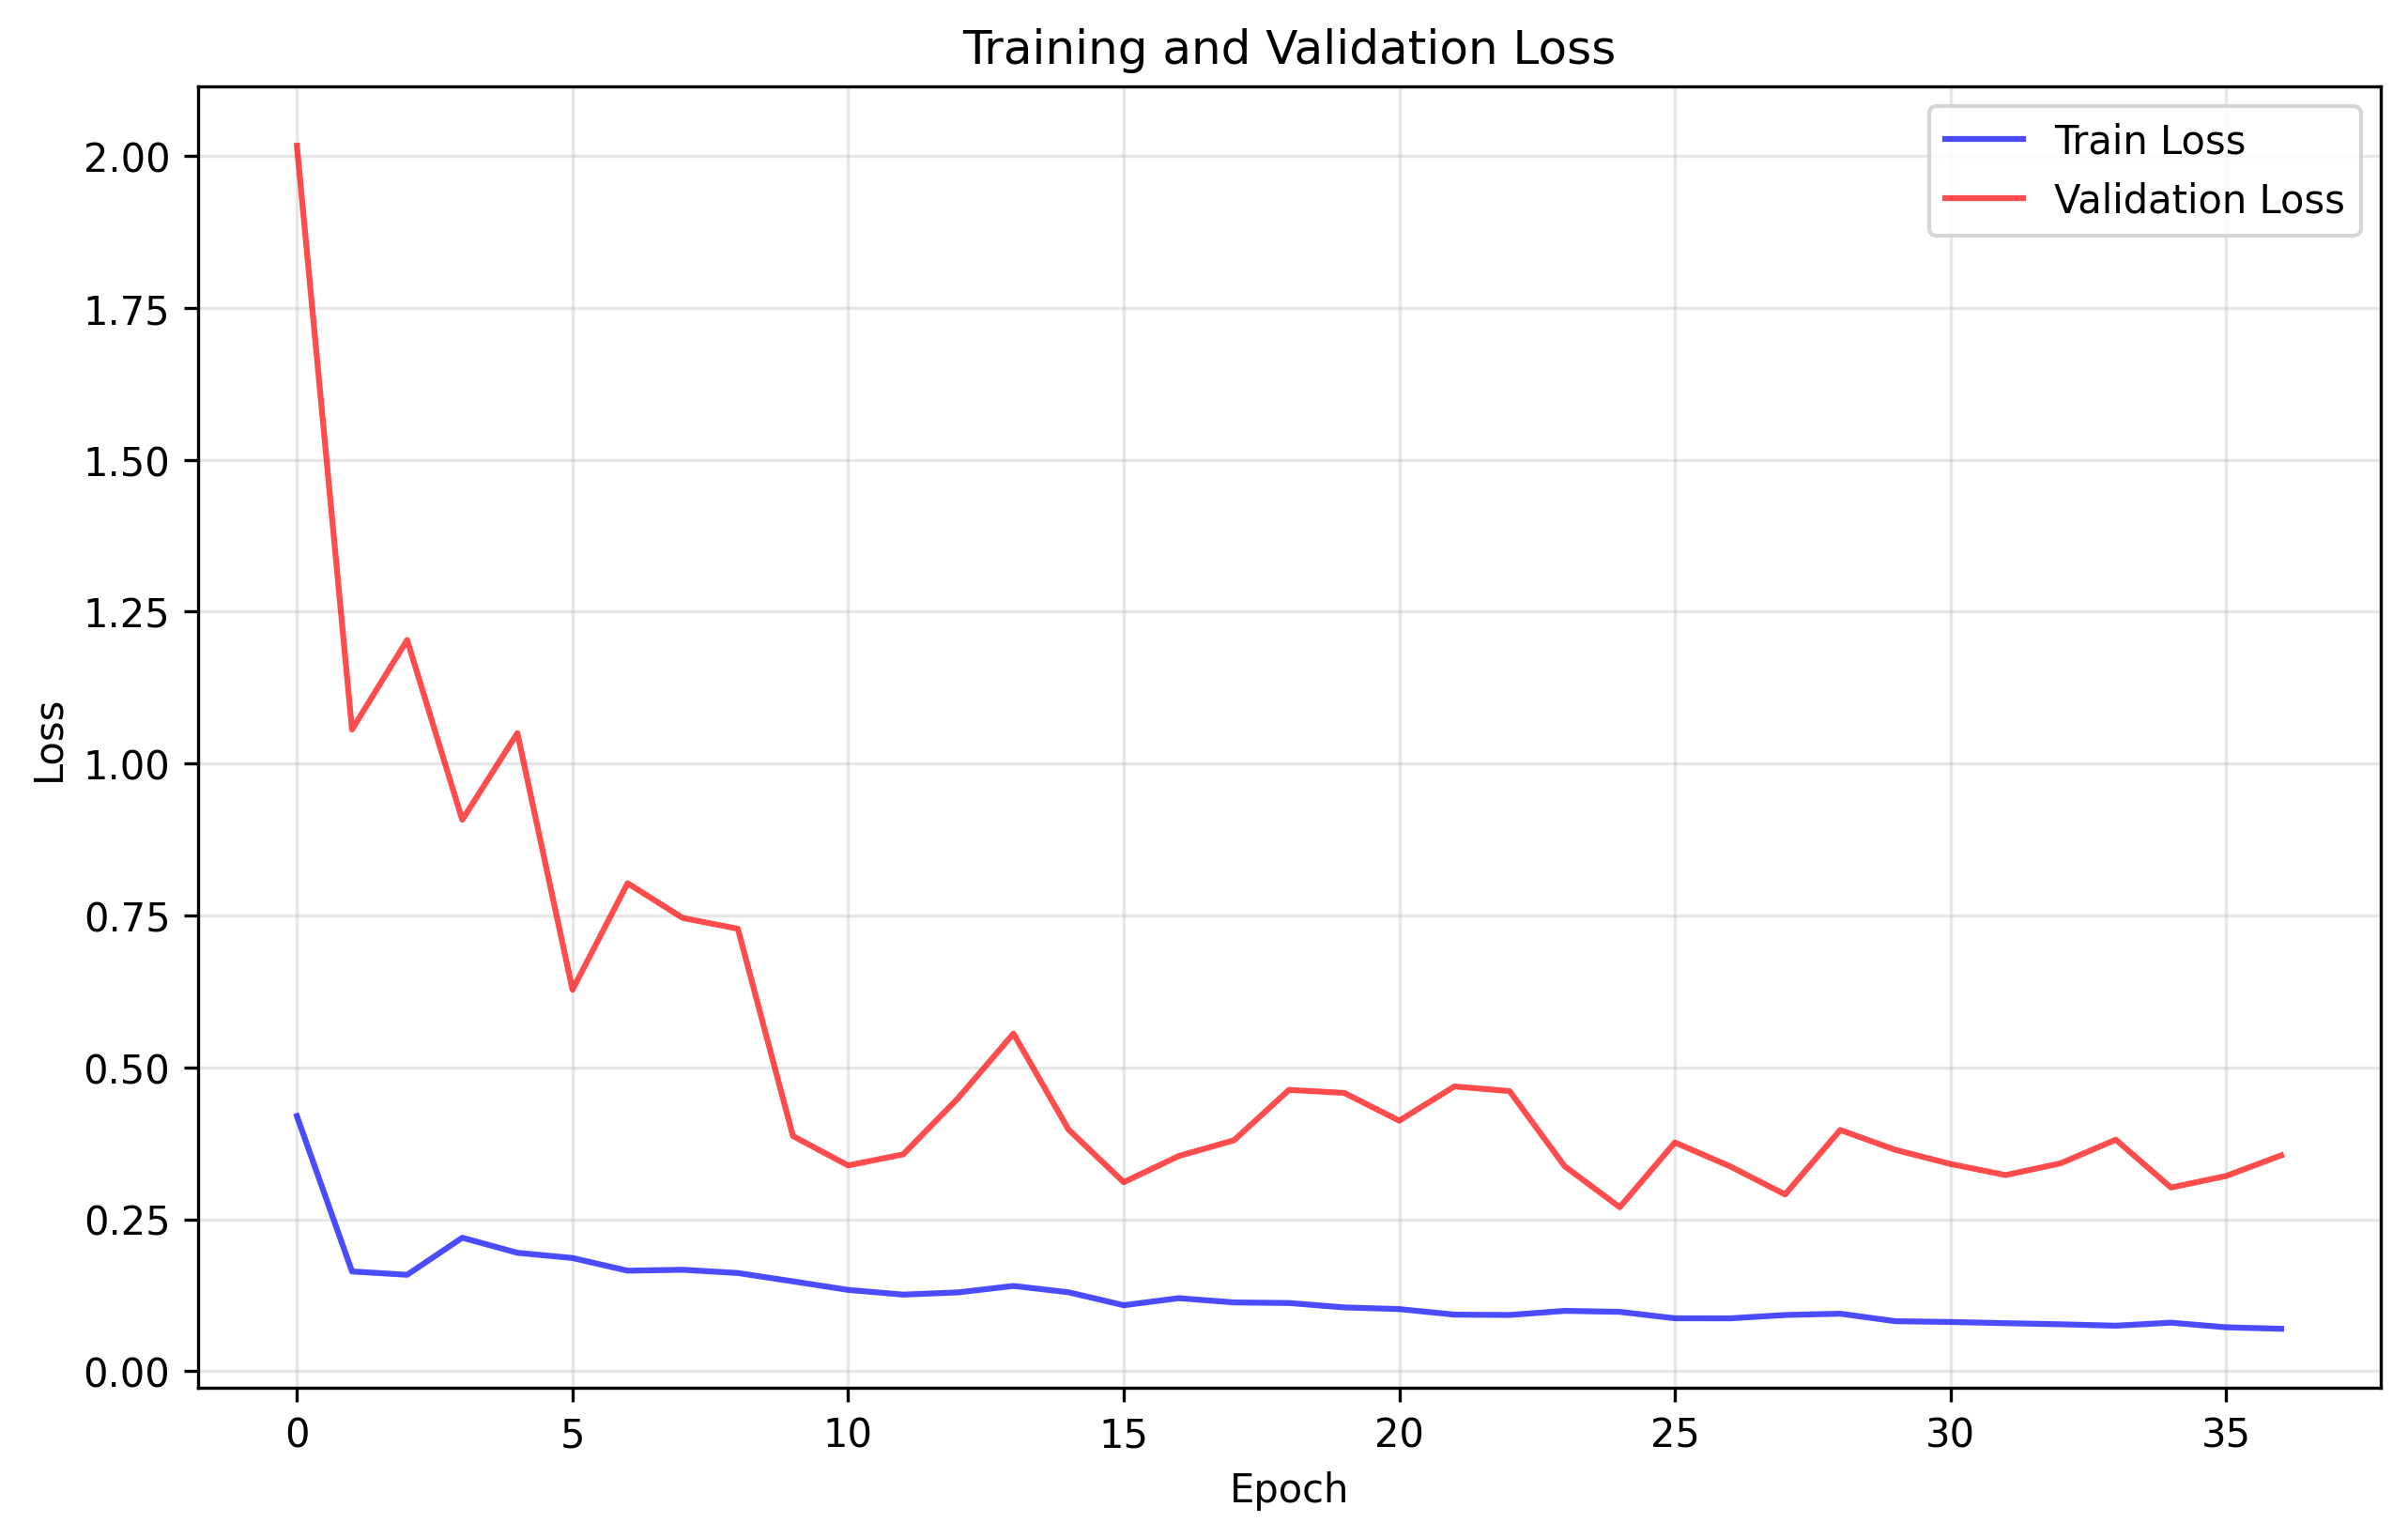 Training and Validation Loss
Train Loss
Validation Loss
2.00
1.75
1.50
1.25
1.00
0.75
0.50
0.25
0.00
Loss
0 5 10 15 20 25 30 35
Epoch